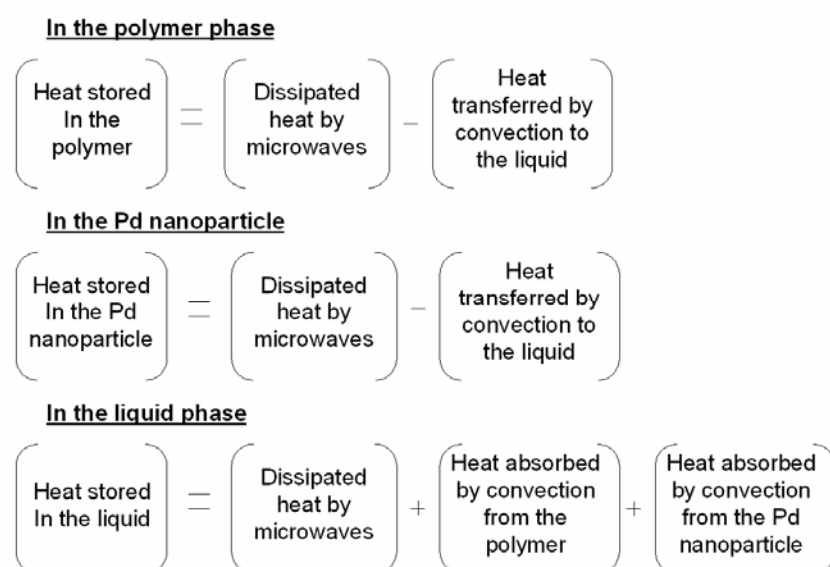 In the polymer phase
Heat stored
In the
polymer
=
Dissipated
heat by
microwaves
−
Heat
transferred by
convection to
the liquid
In the Pd nanoparticle
Heat stored
In the Pd
nanoparticle
=
Dissipated
heat by
microwaves
−
Heat
transferred by
convection to
the liquid
In the liquid phase
Heat stored
In the liquid
=
Dissipated
heat by
microwaves
+
Heat absorbed
by convection
from the
polymer
+
Heat absorbed
by convection
from the Pd
nanoparticle